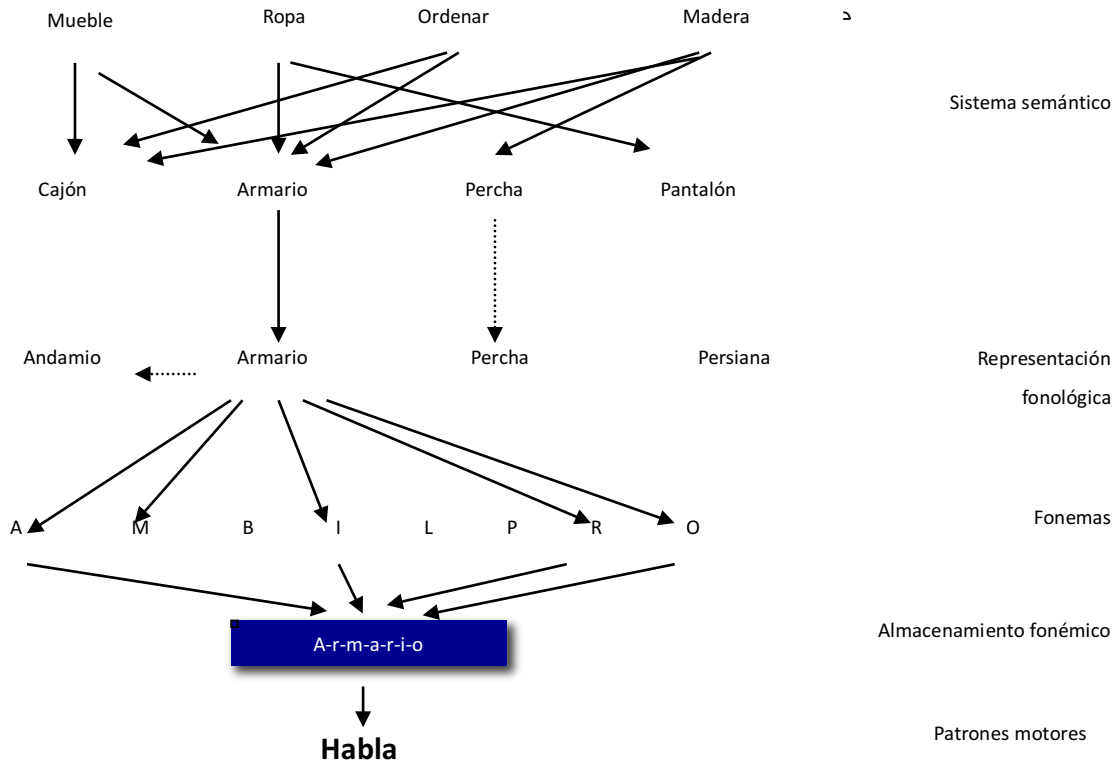 Mueble Ropa Ordenar Madera
Sistema semántico
Cajón Armario Percha Pantalón
Andamio Armario Percha Persiana Representación
fonológica
A M B I L P R O Fonemas
A-r-m-a-r-i-o Almacenamiento fonémico
Habla Patrones motores